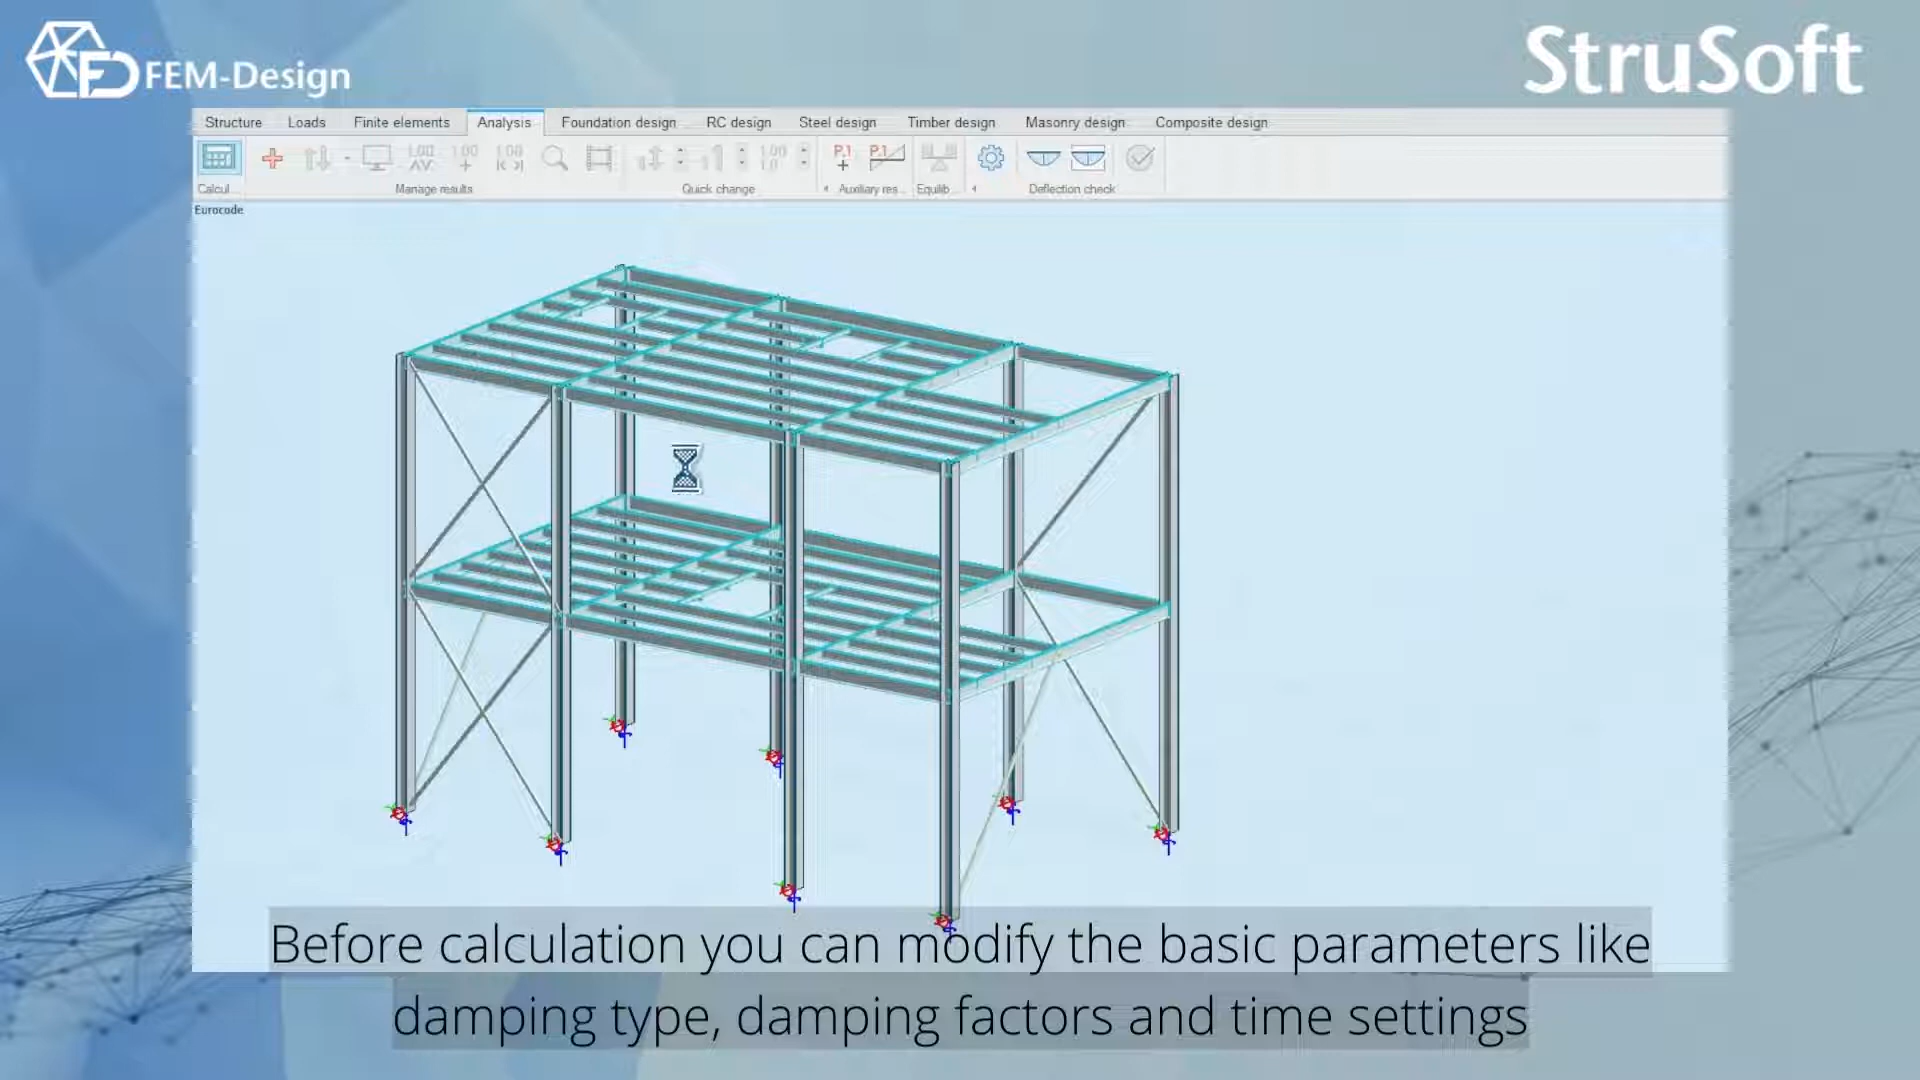 FEM-Design
StruSoft
Structure Loads Finite elements Analysis Foundation design RC design Steel design Timber design Masonry design Composite design
Calcul... Manage results Quick change Auxiliary res... Equilib... Deflection check
Eurocode
Before calculation you can modify the basic parameters like
damping type, damping factors and time settings